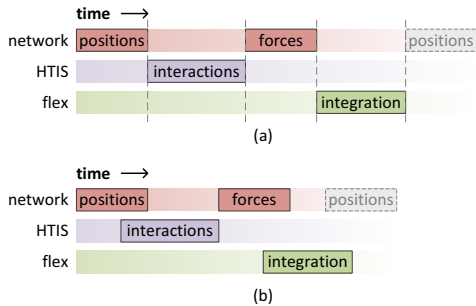 time →
network positions forces positions
HTIS interactions
flex integration
(a)
time →
network positions forces positions
HTIS interactions
flex integration
(b)